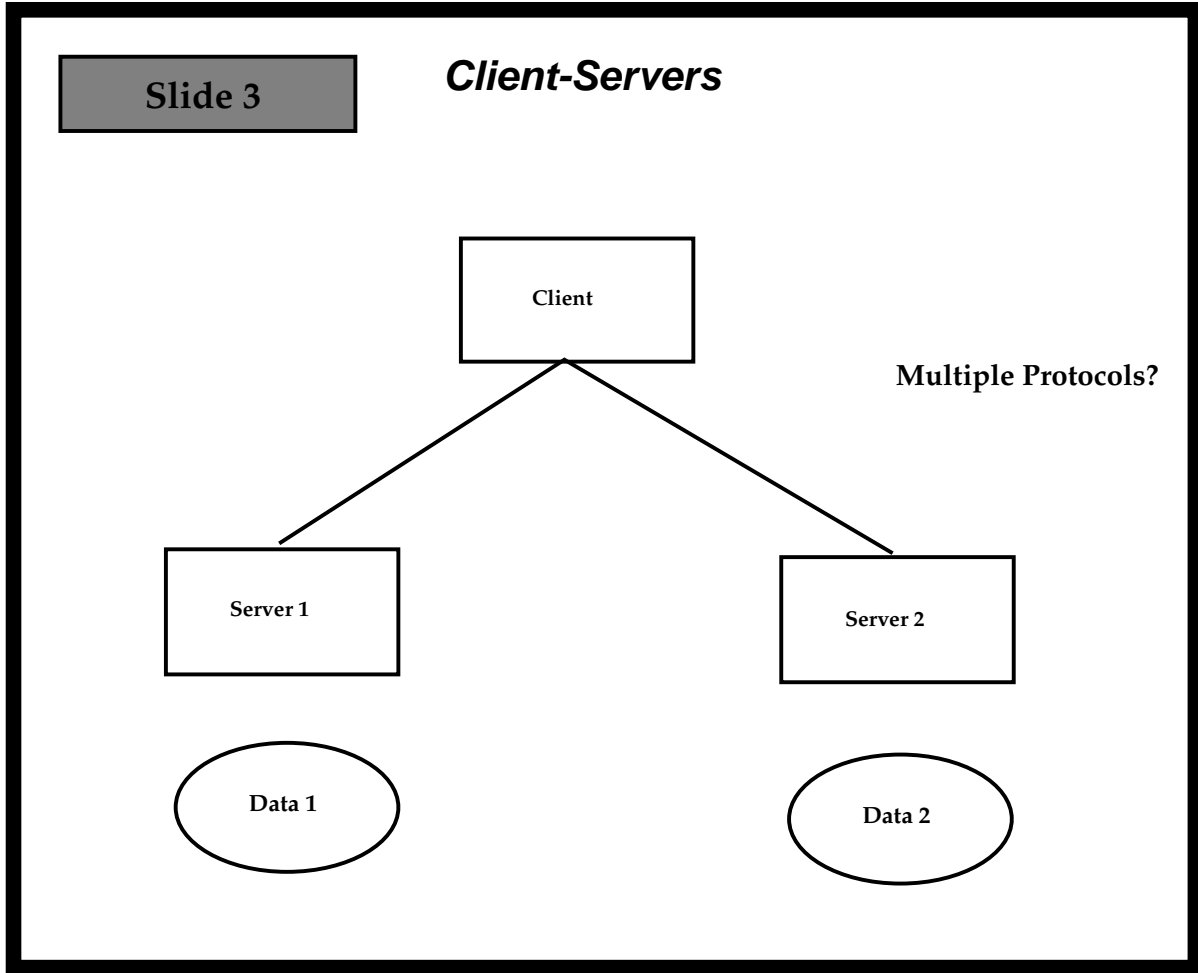 Slide 3
Client-Servers
Client
Multiple Protocols?
Server 1
Server 2
Data 1
Data 2